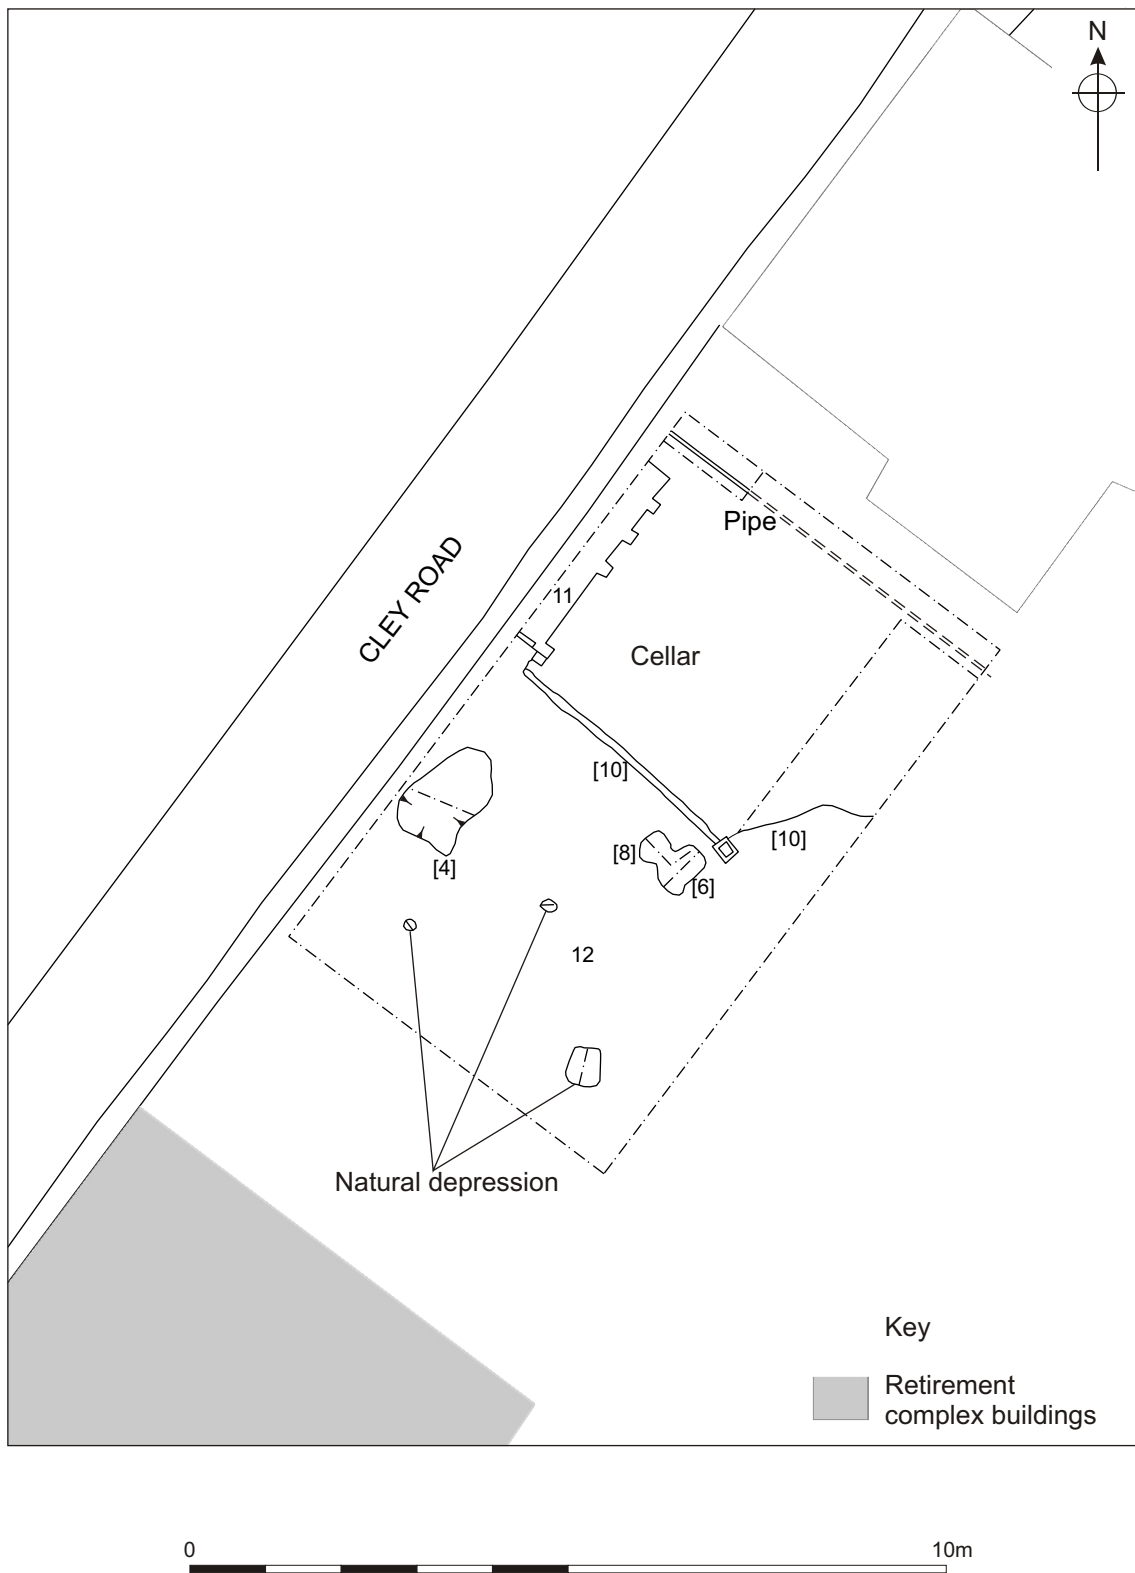 N
Pipe
CLEY ROAD
11
Cellar
[10]
[10]
[8]
[4]
[6]
12
Natural depression
Key
Retirement
complex buildings
0 10m